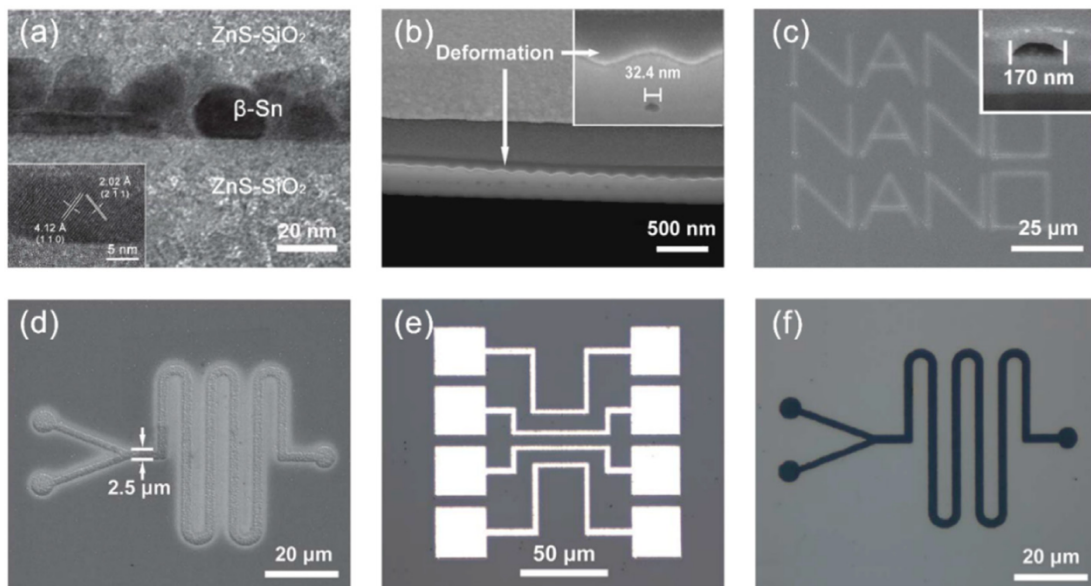 (a)
ZnS-SiO₂
β-Sn
ZnS-SiO₂
2.02 Å
(2 1̄ 1)
4.12 Å
(1 1 0)
5 nm
20 nm
(b)
Deformation
32.4 nm
500 nm
(c)
170 nm
NANO
NANO
NANO
25 µm
(d)
2.5 µm
20 µm
(e)
50 µm
(f)
20 µm